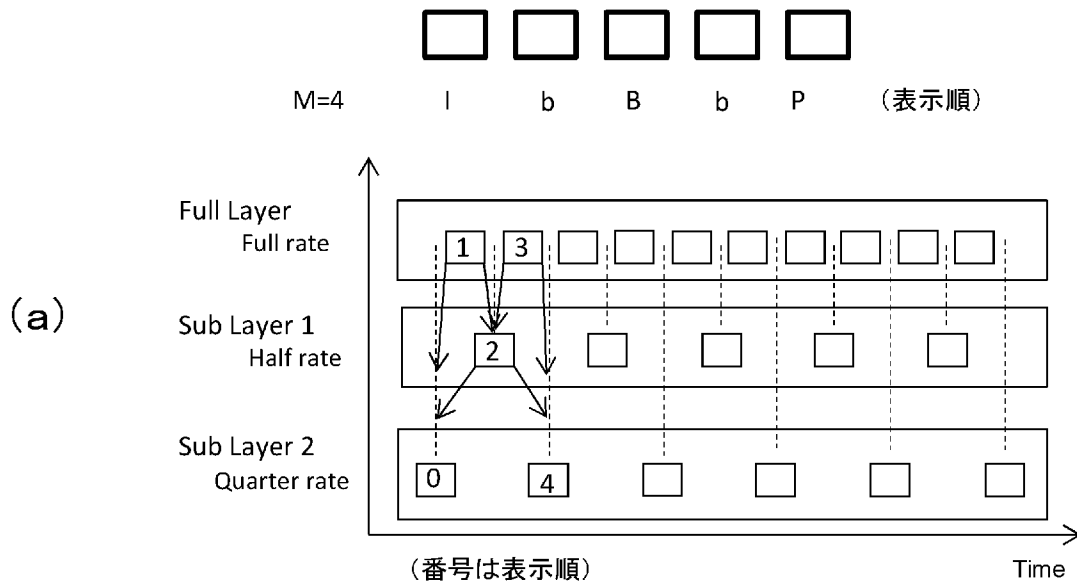 M=4 I b B b P (表示順)
Full Layer
Full rate
1 3
(a)
Sub Layer 1
Half rate
2
Sub Layer 2
Quarter rate
0 4
(番号は表示順)
Time